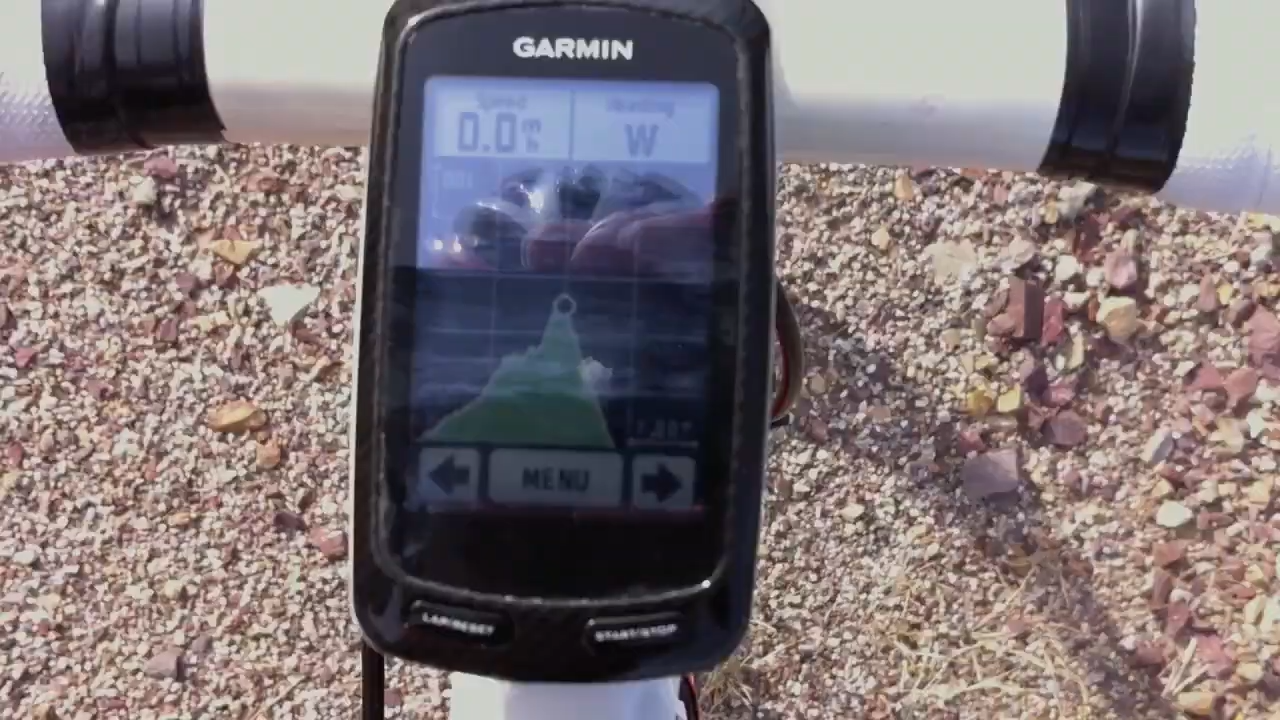 GARMIN
Speed Heading
0.0 W
MENU
LAP/RESET START/STOP